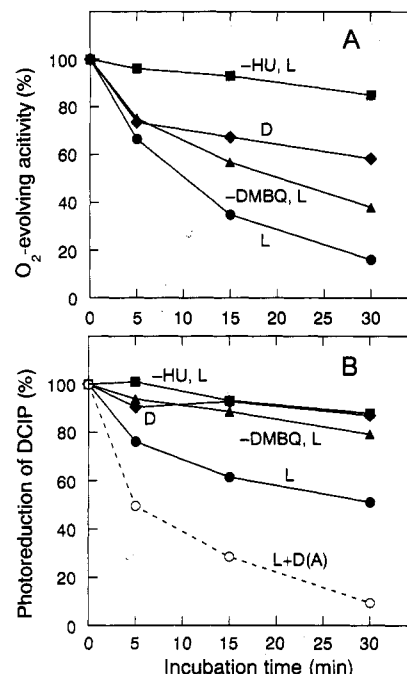 A
100
80
60
40
20
0
O2-evolving acitivity (%)
–HU, L
D
–DMBQ, L
L
0 5 10 15 20 25 30
B
100
80
60
40
20
0
Photoreduction of DCIP (%)
–HU, L
D
–DMBQ, L
L
L+D(A)
0 5 10 15 20 25 30
Incubation time (min)